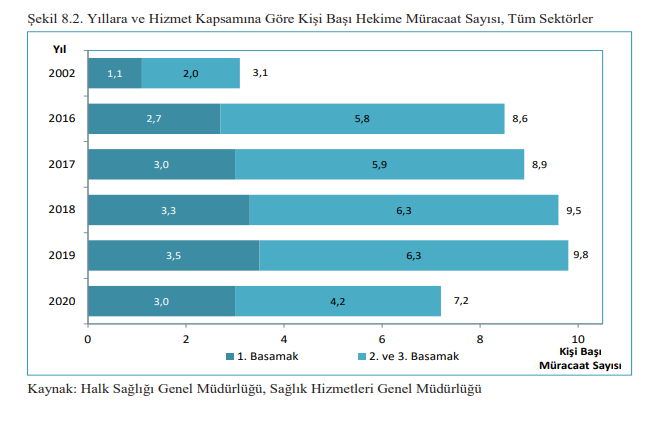 Şekil 8.2. Yıllara ve Hizmet Kapsamına Göre Kişi Başı Hekime Müracaat Sayısı, Tüm Sektörler
Yıl
2002 1,1 2,0 3,1
2016 2,7 5,8 8,6
2017 3,0 5,9 8,9
2018 3,3 6,3 9,5
2019 3,5 6,3 9,8
2020 3,0 4,2 7,2
0 2 4 6 8 10
1. Basamak 2. ve 3. Basamak
Kişi Başı
Müracaat Sayısı
Kaynak: Halk Sağlığı Genel Müdürlüğü, Sağlık Hizmetleri Genel Müdürlüğü